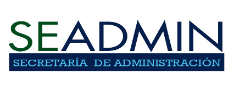 SEADMIN
SECRETARÍA DE ADMINISTRACIÓN